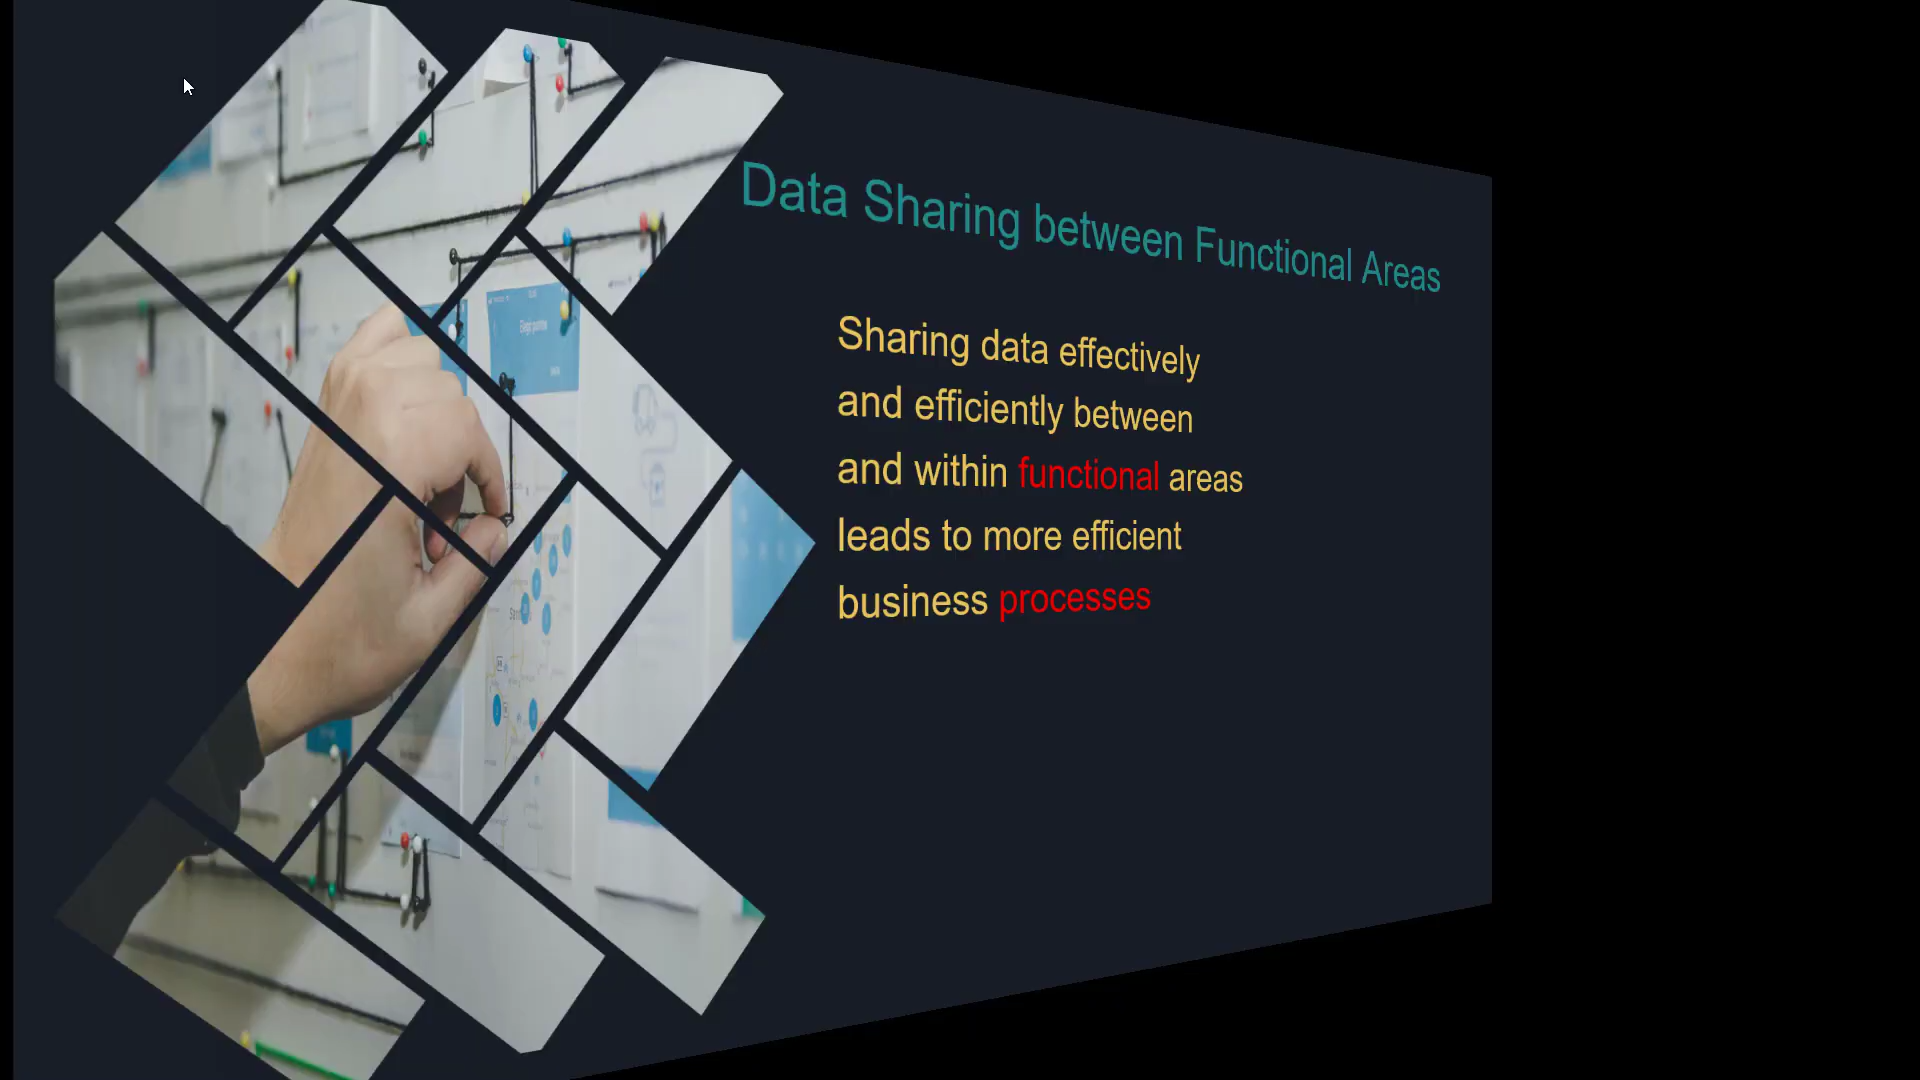 Data Sharing between Functional Areas
Sharing data effectively
and efficiently between
and within functional areas
leads to more efficient
business processes